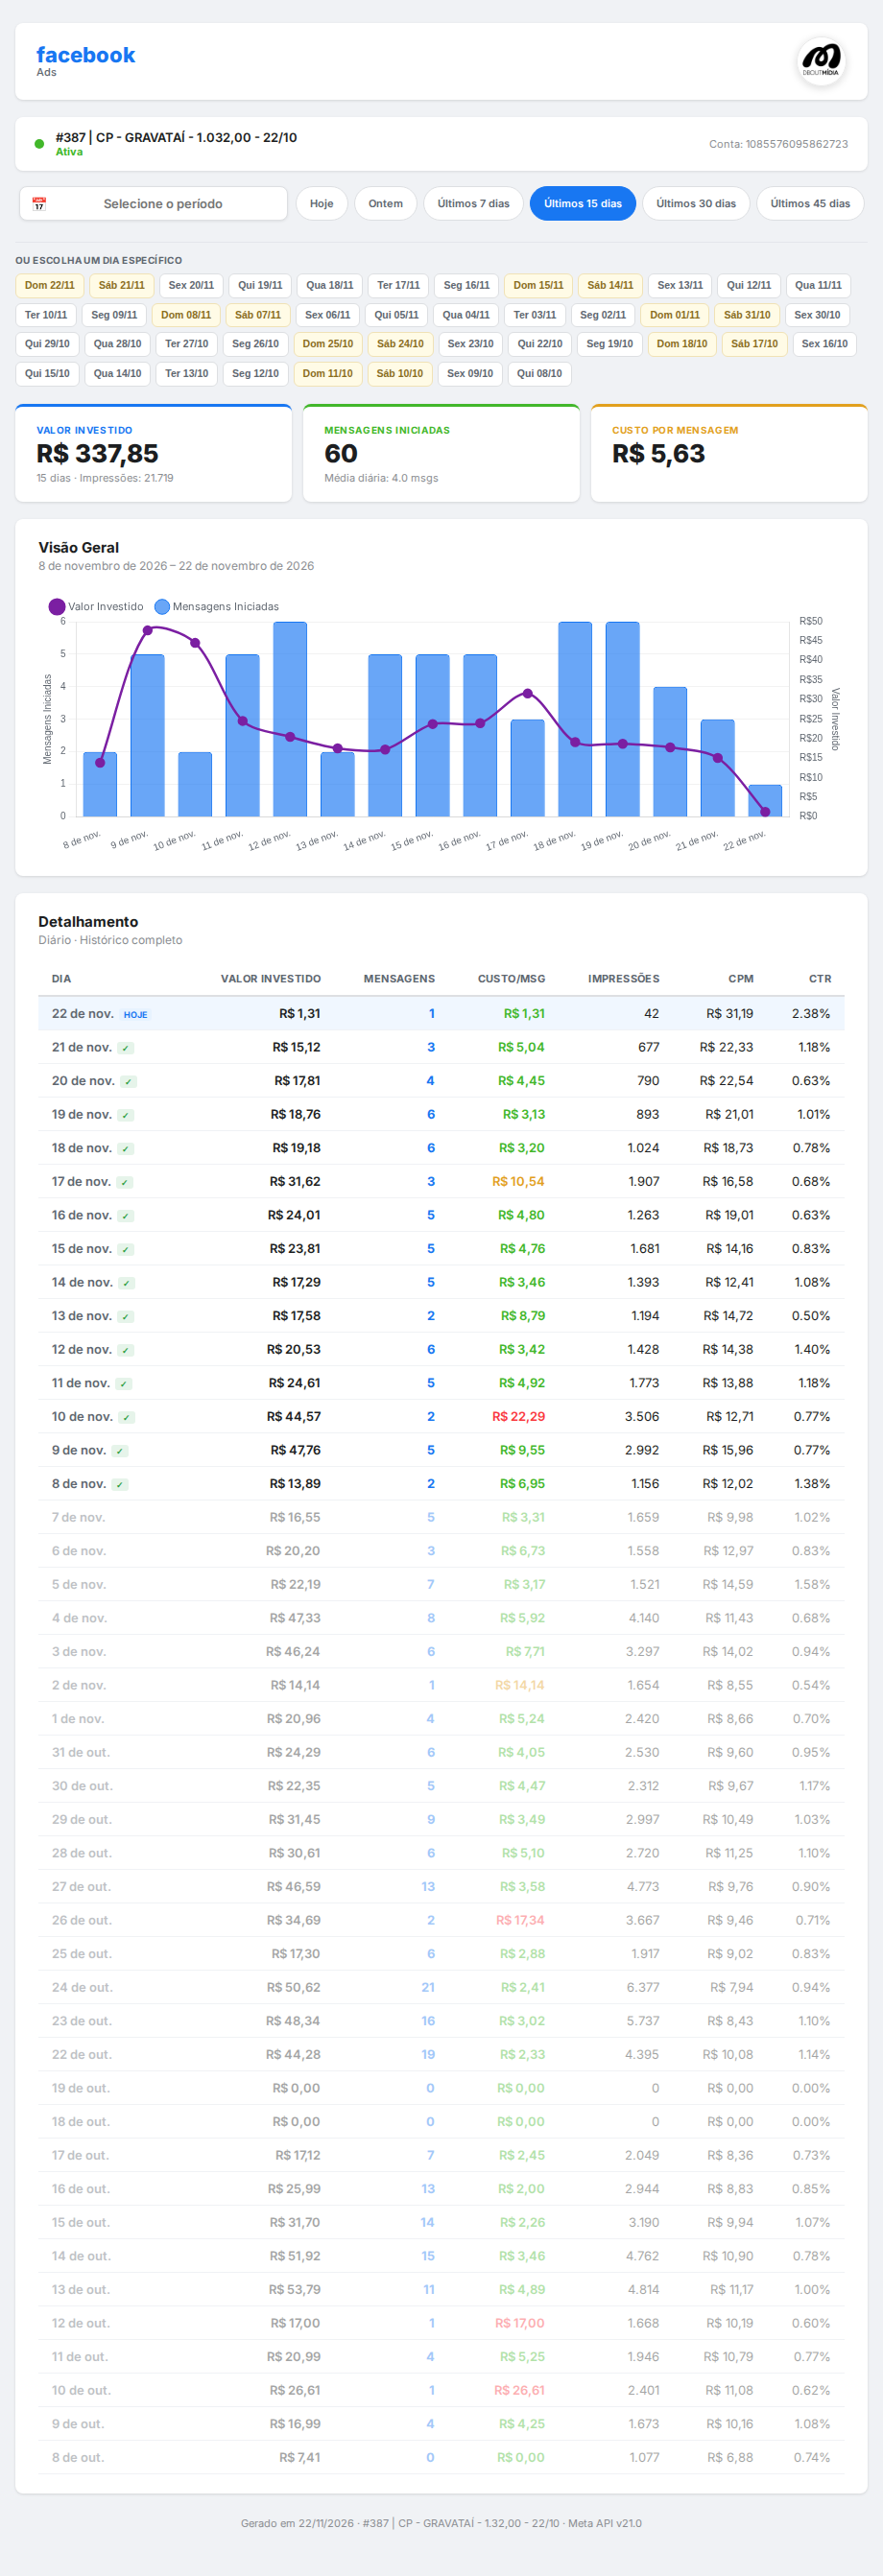 facebook
Ads
DBOUTMÍDIA
#387 | CP - GRAVATAÍ - 1.032,00 - 22/10
Ativa
Conta: 1085576095862723
Selecione o período
Hoje
Ontem
Últimos 7 dias
Últimos 15 dias
Últimos 30 dias
Últimos 45 dias
OU ESCOLHA UM DIA ESPECÍFICO
Dom 22/11 Sáb 21/11 Sex 20/11 Qui 19/11 Qua 18/11 Ter 17/11 Seg 16/11 Dom 15/11 Sáb 14/11 Sex 13/11 Qui 12/11 Qua 11/11
Ter 10/11 Seg 09/11 Dom 08/11 Sáb 07/11 Sex 06/11 Qui 05/11 Qua 04/11 Ter 03/11 Seg 02/11 Dom 01/11 Sáb 31/10 Sex 30/10
Qui 29/10 Qua 28/10 Ter 27/10 Seg 26/10 Dom 25/10 Sáb 24/10 Sex 23/10 Qui 22/10 Seg 19/10 Dom 18/10 Sáb 17/10 Sex 16/10
Qui 15/10 Qua 14/10 Ter 13/10 Seg 12/10 Dom 11/10 Sáb 10/10 Sex 09/10 Qui 08/10
VALOR INVESTIDO
R$ 337,85
15 dias · Impressões: 21.719
MENSAGENS INICIADAS
60
Média diária: 4.0 msgs
CUSTO POR MENSAGEM
R$ 5,63
Visão Geral
8 de novembro de 2026 – 22 de novembro de 2026
Valor Investido Mensagens Iniciadas
Mensagens Iniciadas
6
5
4
3
2
1
0
R$50
R$45
R$40
R$35
R$30
R$25
R$20
R$15
R$10
R$5
R$0
Valor Investido
8 de nov. 9 de nov. 10 de nov. 11 de nov. 12 de nov. 13 de nov. 14 de nov. 15 de nov. 16 de nov. 17 de nov. 18 de nov. 19 de nov. 20 de nov. 21 de nov. 22 de nov.
Detalhamento
Diário · Histórico completo
DIA VALOR INVESTIDO MENSAGENS CUSTO/MSG IMPRESSÕES CPM CTR
22 de nov. HOJE R$ 1,31 1 R$ 1,31 42 R$ 31,19 2.38%
21 de nov. ✓ R$ 15,12 3 R$ 5,04 677 R$ 22,33 1.18%
20 de nov. ✓ R$ 17,81 4 R$ 4,45 790 R$ 22,54 0.63%
19 de nov. ✓ R$ 18,76 6 R$ 3,13 893 R$ 21,01 1.01%
18 de nov. ✓ R$ 19,18 6 R$ 3,20 1.024 R$ 18,73 0.78%
17 de nov. ✓ R$ 31,62 3 R$ 10,54 1.907 R$ 16,58 0.68%
16 de nov. ✓ R$ 24,01 5 R$ 4,80 1.263 R$ 19,01 0.63%
15 de nov. ✓ R$ 23,81 5 R$ 4,76 1.681 R$ 14,16 0.83%
14 de nov. ✓ R$ 17,29 5 R$ 3,46 1.393 R$ 12,41 1.08%
13 de nov. ✓ R$ 17,58 2 R$ 8,79 1.194 R$ 14,72 0.50%
12 de nov. ✓ R$ 20,53 6 R$ 3,42 1.428 R$ 14,38 1.40%
11 de nov. ✓ R$ 24,61 5 R$ 4,92 1.773 R$ 13,88 1.18%
10 de nov. ✓ R$ 44,57 2 R$ 22,29 3.506 R$ 12,71 0.77%
9 de nov. ✓ R$ 47,76 5 R$ 9,55 2.992 R$ 15,96 0.77%
8 de nov. ✓ R$ 13,89 2 R$ 6,95 1.156 R$ 12,02 1.38%
7 de nov. R$ 16,55 5 R$ 3,31 1.659 R$ 9,98 1.02%
6 de nov. R$ 20,20 3 R$ 6,73 1.558 R$ 12,97 0.83%
5 de nov. R$ 22,19 7 R$ 3,17 1.521 R$ 14,59 1.58%
4 de nov. R$ 47,33 8 R$ 5,92 4.140 R$ 11,43 0.68%
3 de nov. R$ 46,24 6 R$ 7,71 3.297 R$ 14,02 0.94%
2 de nov. R$ 14,14 1 R$ 14,14 1.654 R$ 8,55 0.54%
1 de nov. R$ 20,96 4 R$ 5,24 2.420 R$ 8,66 0.70%
31 de out. R$ 24,29 6 R$ 4,05 2.530 R$ 9,60 0.95%
30 de out. R$ 22,35 5 R$ 4,47 2.312 R$ 9,67 1.17%
29 de out. R$ 31,45 9 R$ 3,49 2.997 R$ 10,49 1.03%
28 de out. R$ 30,61 6 R$ 5,10 2.720 R$ 11,25 1.10%
27 de out. R$ 46,59 13 R$ 3,58 4.773 R$ 9,76 0.90%
26 de out. R$ 34,69 2 R$ 17,34 3.667 R$ 9,46 0.71%
25 de out. R$ 17,30 6 R$ 2,88 1.917 R$ 9,02 0.83%
24 de out. R$ 50,62 21 R$ 2,41 6.377 R$ 7,94 0.94%
23 de out. R$ 48,34 16 R$ 3,02 5.737 R$ 8,43 1.10%
22 de out. R$ 44,28 19 R$ 2,33 4.395 R$ 10,08 1.14%
19 de out. R$ 0,00 0 R$ 0,00 0 R$ 0,00 0.00%
18 de out. R$ 0,00 0 R$ 0,00 0 R$ 0,00 0.00%
17 de out. R$ 17,12 7 R$ 2,45 2.049 R$ 8,36 0.73%
16 de out. R$ 25,99 13 R$ 2,00 2.944 R$ 8,83 0.85%
15 de out. R$ 31,70 14 R$ 2,26 3.190 R$ 9,94 1.07%
14 de out. R$ 51,92 15 R$ 3,46 4.762 R$ 10,90 0.78%
13 de out. R$ 53,79 11 R$ 4,89 4.814 R$ 11,17 1.00%
12 de out. R$ 17,00 1 R$ 17,00 1.668 R$ 10,19 0.60%
11 de out. R$ 20,99 4 R$ 5,25 1.946 R$ 10,79 0.77%
10 de out. R$ 26,61 1 R$ 26,61 2.401 R$ 11,08 0.62%
9 de out. R$ 16,99 4 R$ 4,25 1.673 R$ 10,16 1.08%
8 de out. R$ 7,41 0 R$ 0,00 1.077 R$ 6,88 0.74%
Gerado em 22/11/2026 · #387 | CP - GRAVATAÍ - 1.32,00 - 22/10 · Meta API v21.0